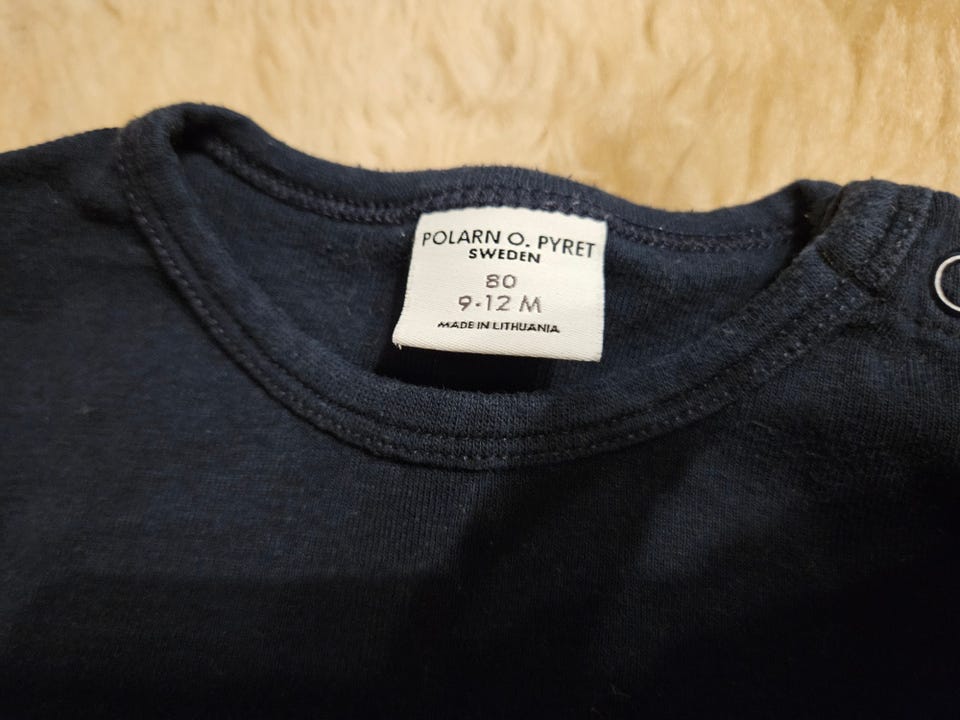 POLARN O. PYRET
SWEDEN
80
9-12 M
MADE IN LITHUANIA